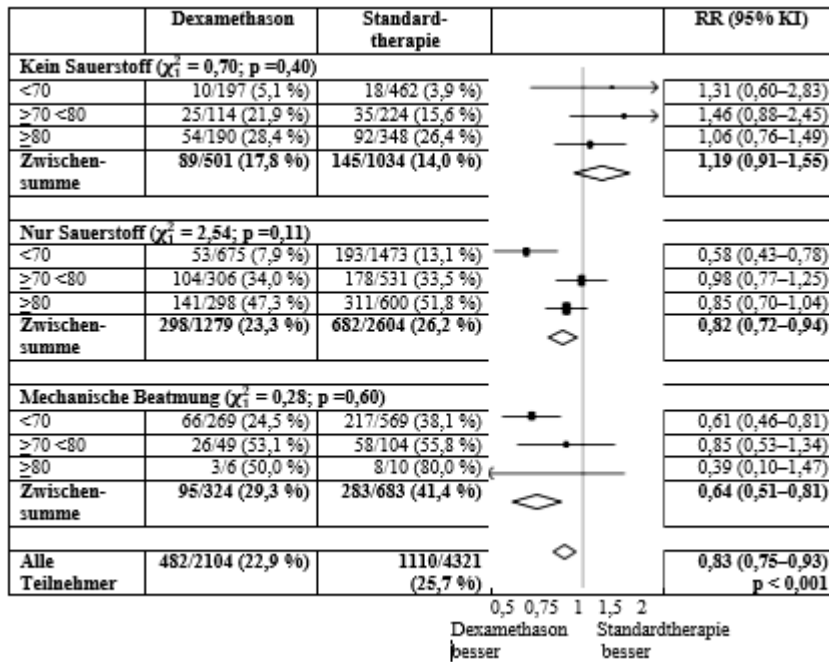 Dexamethason Standard-therapie RR (95% KI)
Kein Sauerstoff (χ²₁ = 0,70; p =0,40)
<70 10/197 (5,1 %) 18/462 (3,9 %) 1,31 (0,60–2,83)
≥70 <80 25/114 (21,9 %) 35/224 (15,6 %) 1,46 (0,88–2,45)
≥80 54/190 (28,4 %) 92/348 (26,4 %) 1,06 (0,76–1,49)
Zwischen- 89/501 (17,8 %) 145/1034 (14,0 %) 1,19 (0,91–1,55)
summe
Nur Sauerstoff (χ²₁ = 2,54; p =0,11)
<70 53/675 (7,9 %) 193/1473 (13,1 %) 0,58 (0,43–0,78)
≥70 <80 104/306 (34,0 %) 178/531 (33,5 %) 0,98 (0,77–1,25)
≥80 141/298 (47,3 %) 311/600 (51,8 %) 0,85 (0,70–1,04)
Zwischen- 298/1279 (23,3 %) 682/2604 (26,2 %) 0,82 (0,72–0,94)
summe
Mechanische Beatmung (χ²₁ = 0,28; p =0,60)
<70 66/269 (24,5 %) 217/569 (38,1 %) 0,61 (0,46–0,81)
≥70 <80 26/49 (53,1 %) 58/104 (55,8 %) 0,85 (0,53–1,34)
≥80 3/6 (50,0 %) 8/10 (80,0 %) 0,39 (0,10–1,47)
Zwischen- 95/324 (29,3 %) 283/683 (41,4 %) 0,64 (0,51–0,81)
summe
Alle 482/2104 (22,9 %) 1110/4321 0,83 (0,75–0,93)
Teilnehmer (25,7 %) p < 0,001
0,5 0,75 1 1,5 2
Dexamethason Standardtherapie
besser besser